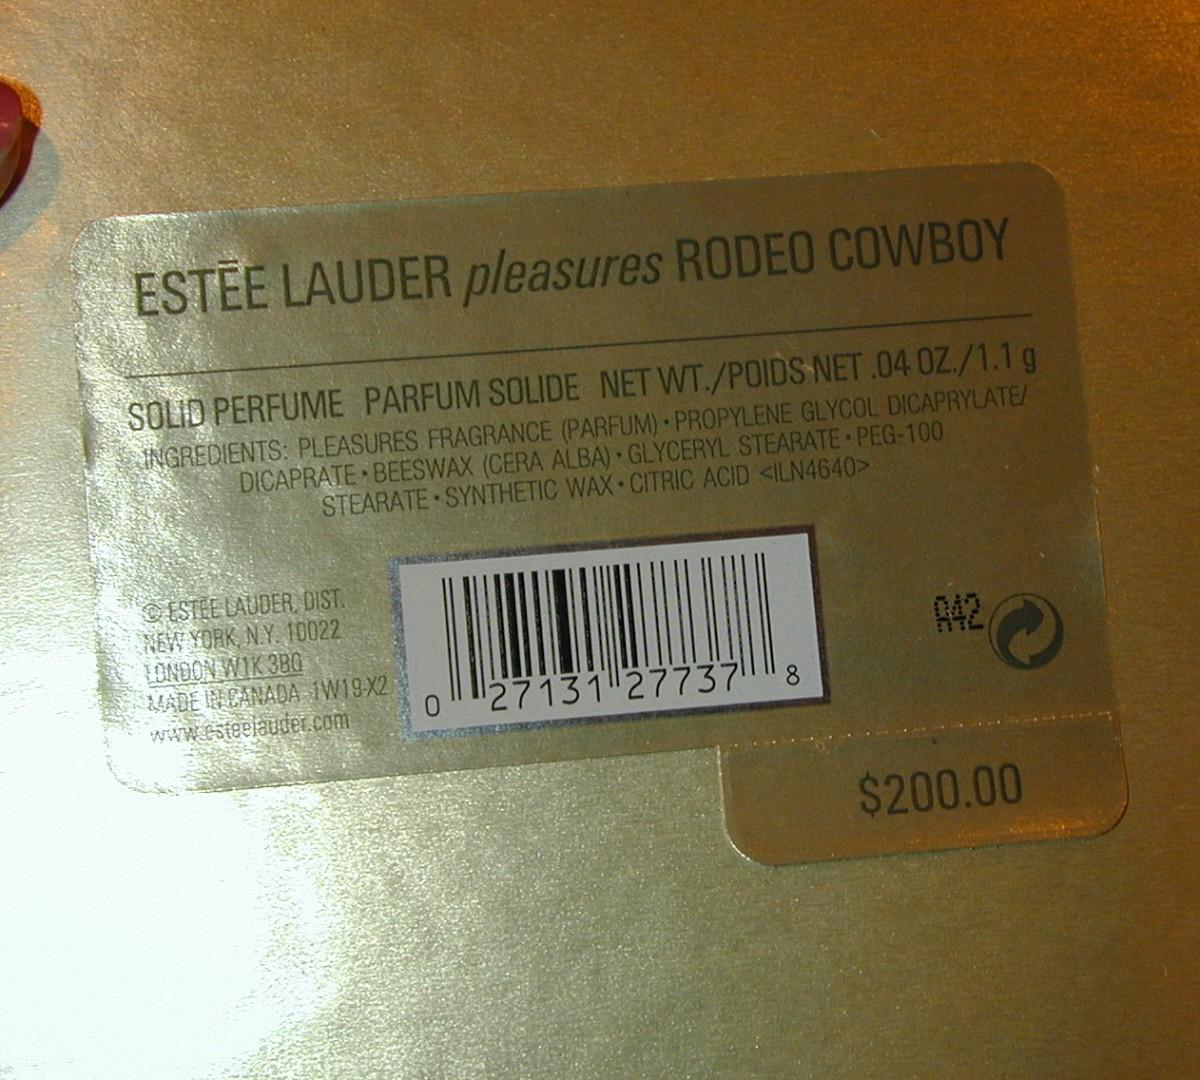 ESTĒE LAUDER pleasures RODEO COWBOY
SOLID PERFUME PARFUM SOLIDE NET WT./POIDS NET .04 OZ./1.1 g
INGREDIENTS: PLEASURES FRAGRANCE (PARFUM) • PROPYLENE GLYCOL DICAPRYLATE/
DICAPRATE • BEESWAX (CERA ALBA) • GLYCERYL STEARATE • PEG-100
STEARATE • SYNTHETIC WAX • CITRIC ACID <ILN4640>
© ESTĒE LAUDER, DIST.
NEW YORK, N.Y. 10022
LONDON W1K 3BQ
MADE IN CANADA 1W19-X2
www.esteelauder.com
0 27131 27737 8
A42
$200.00